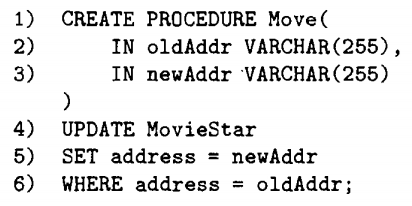 1) CREATE PROCEDURE Move(
2) IN oldAddr VARCHAR(255),
3) IN newAddr VARCHAR(255)
)
4) UPDATE MovieStar
5) SET address = newAddr
6) WHERE address = oldAddr;